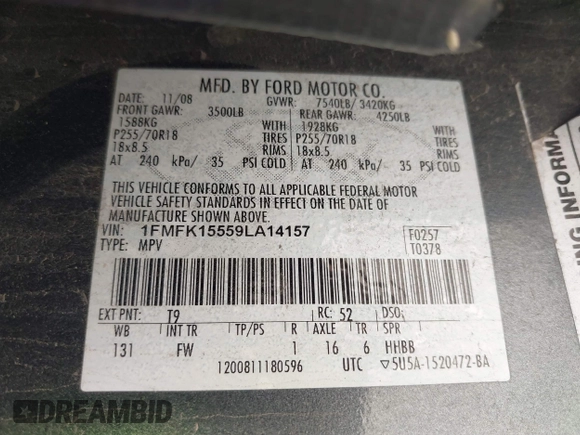 MFD. BY FORD MOTOR CO.
DATE: 11/08 GVWR: 7540LB/ 3420KG
FRONT GAWR: 3500LB REAR GAWR: 4250LB
1588KG WITH 1928KG WITH
P255/70R18 TIRES P255/70R18 TIRES
18x8.5 RIMS 18x8.5 RIMS
AT 240 kPa/ 35 PSI COLD AT 240 kPa/ 35 PSI COLD
THIS VEHICLE CONFORMS TO ALL APPLICABLE FEDERAL MOTOR
VEHICLE SAFETY STANDARDS IN EFFECT ON THE DATE OF
MANUFACTURE SHOWN ABOVE.
VIN: 1FMFK15559LA14157 F0257
TYPE: MPV T0378
EXT PNT: T9 RC: 52 DSO:
WB INT TR TP/PS R AXLE TR SPR
131 FW 1 16 6 HHBB
1200811180596 UTC ▽5U5A-1520472-BA
DREAMBID